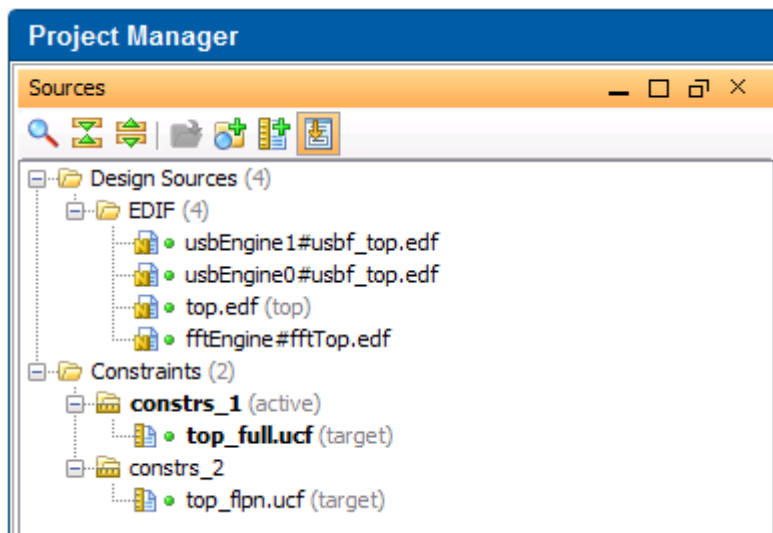 Project Manager
Sources
Design Sources (4)
EDIF (4)
usbEngine1#usbf_top.edf
usbEngine0#usbf_top.edf
top.edf (top)
fftEngine#fftTop.edf
Constraints (2)
constrs_1 (active)
top_full.ucf (target)
constrs_2
top_flpn.ucf (target)